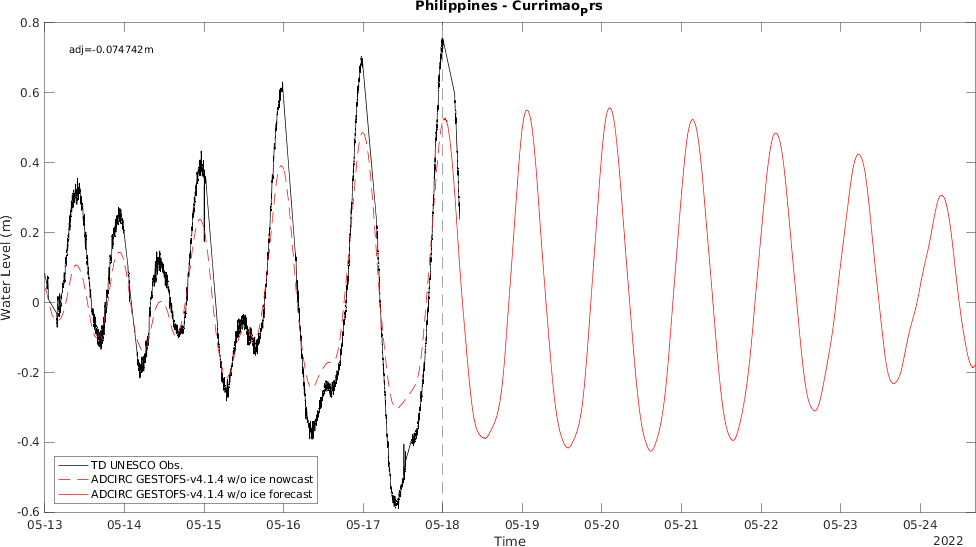 Philippines - Currimaoprs
adj=-0.074742m
0.8
0.6
0.4
0.2
0
-0.2
-0.4
-0.6
Water Level (m)
TD UNESCO Obs.
ADCIRC GESTOFS-v4.1.4 w/o ice nowcast
ADCIRC GESTOFS-v4.1.4 w/o ice forecast
05-13 05-14 05-15 05-16 05-17 05-18 05-19 05-20 05-21 05-22 05-23 05-24
Time
2022